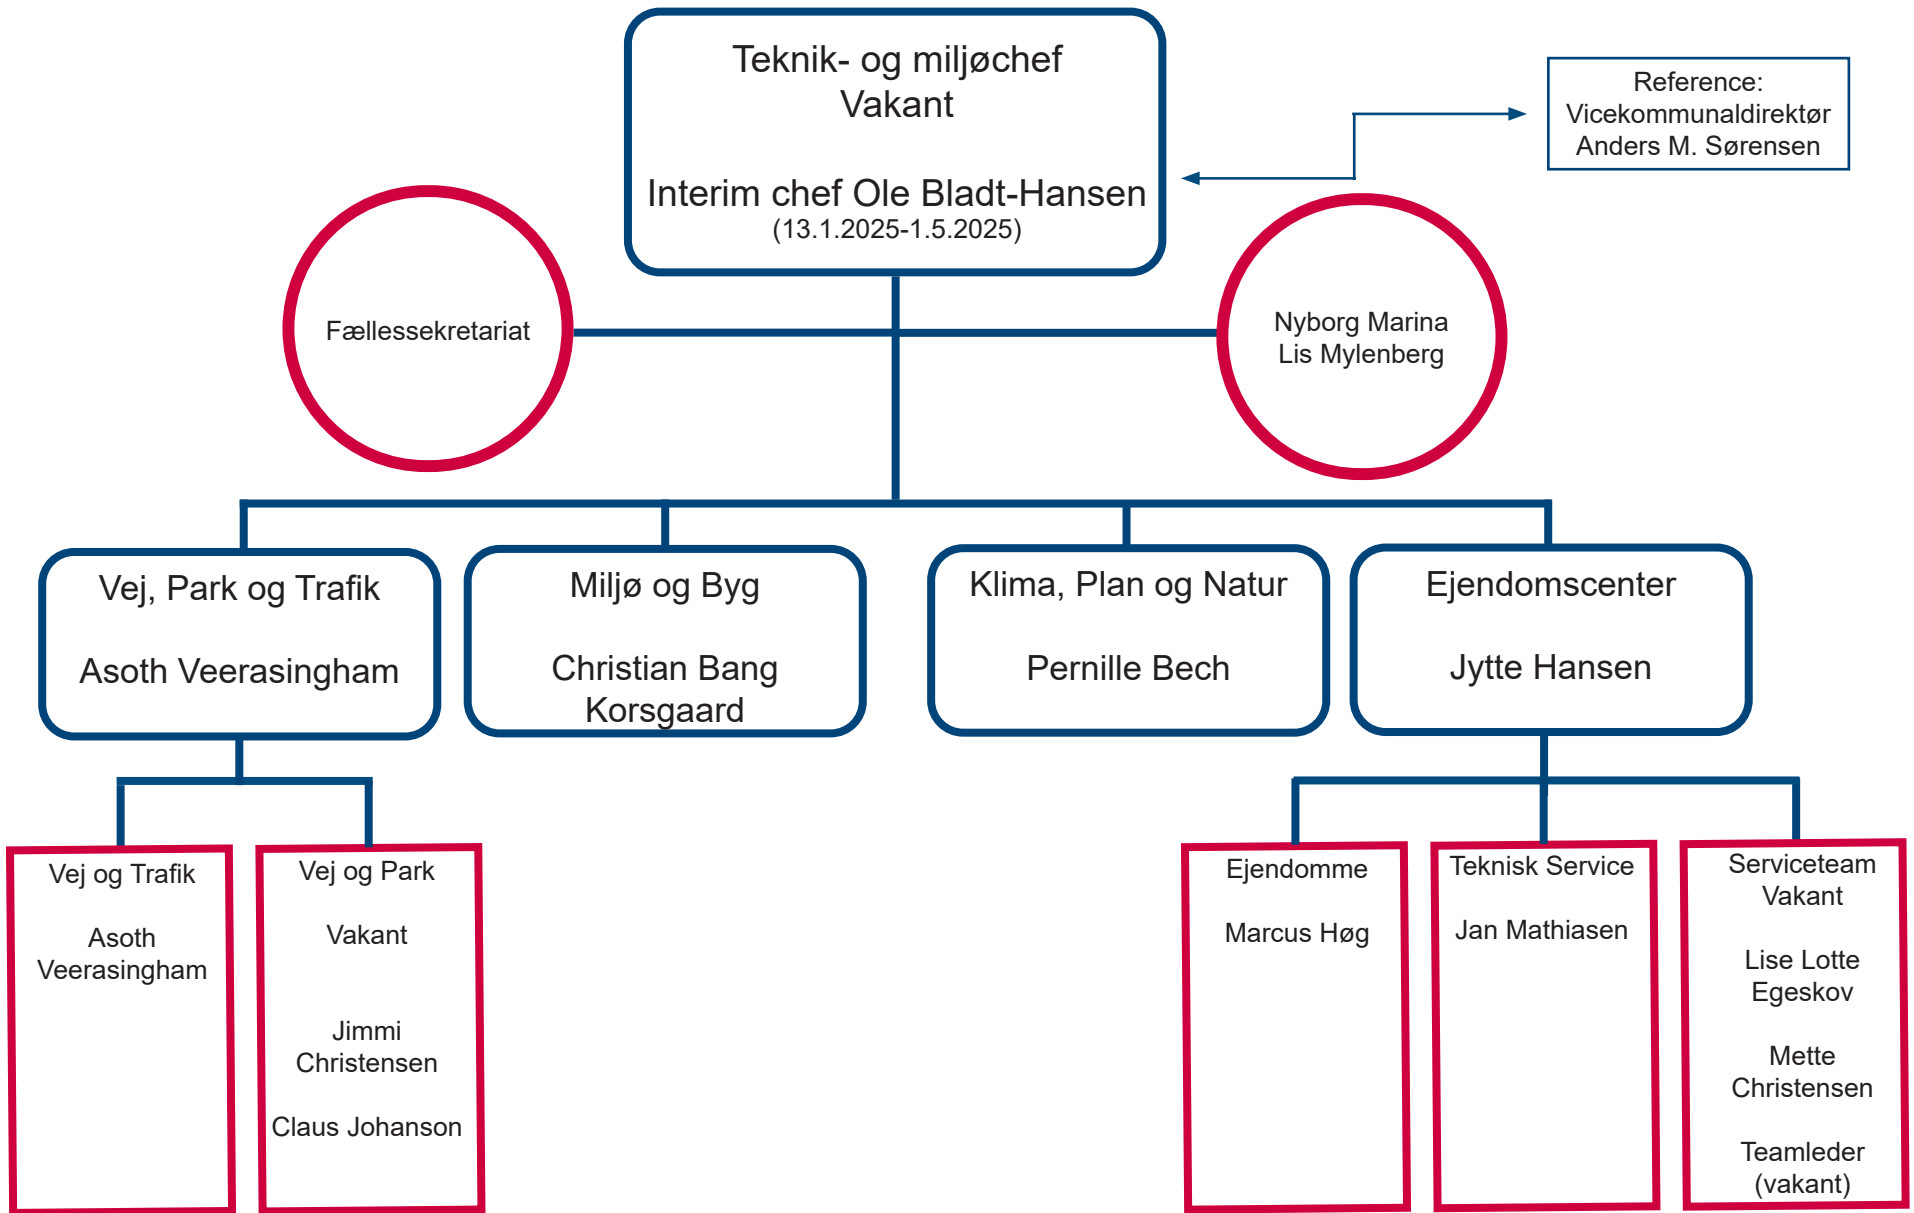 Teknik- og miljøchef
Vakant
Interim chef Ole Bladt-Hansen
(13.1.2025-1.5.2025)
Reference:
Vicekommunaldirektør
Anders M. Sørensen
Fællessekretariat
Nyborg Marina
Lis Mylenberg
Vej, Park og Trafik
Asoth Veerasingham
Miljø og Byg
Christian Bang
Korsgaard
Klima, Plan og Natur
Pernille Bech
Ejendomscenter
Jytte Hansen
Vej og Trafik
Asoth
Veerasingham
Vej og Park
Vakant
Jimmi
Christensen
Claus Johanson
Ejendomme
Marcus Høg
Teknisk Service
Jan Mathiasen
Serviceteam
Vakant
Lise Lotte
Egeskov
Mette
Christensen
Teamleder
(vakant)